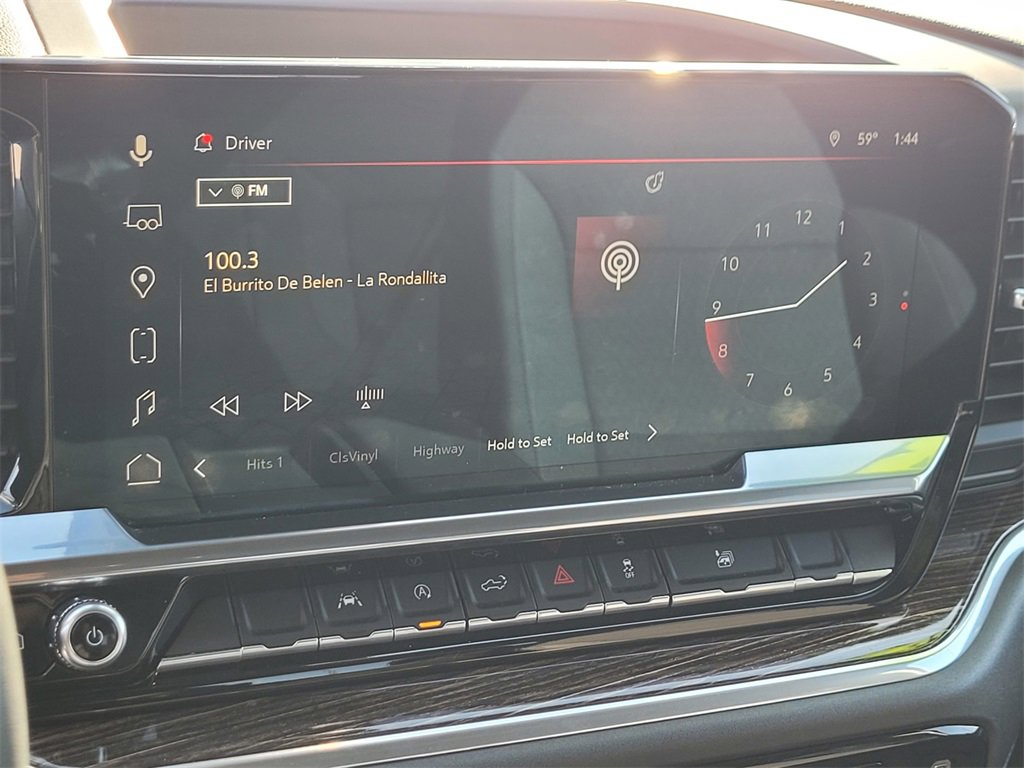 Driver
59° 1:44
FM
100.3
El Burrito De Belen - La Rondallita
12
1
2
3
4
5
6
7
8
9
10
11
Hits 1 ClsVinyl Highway Hold to Set Hold to Set
A
OFF